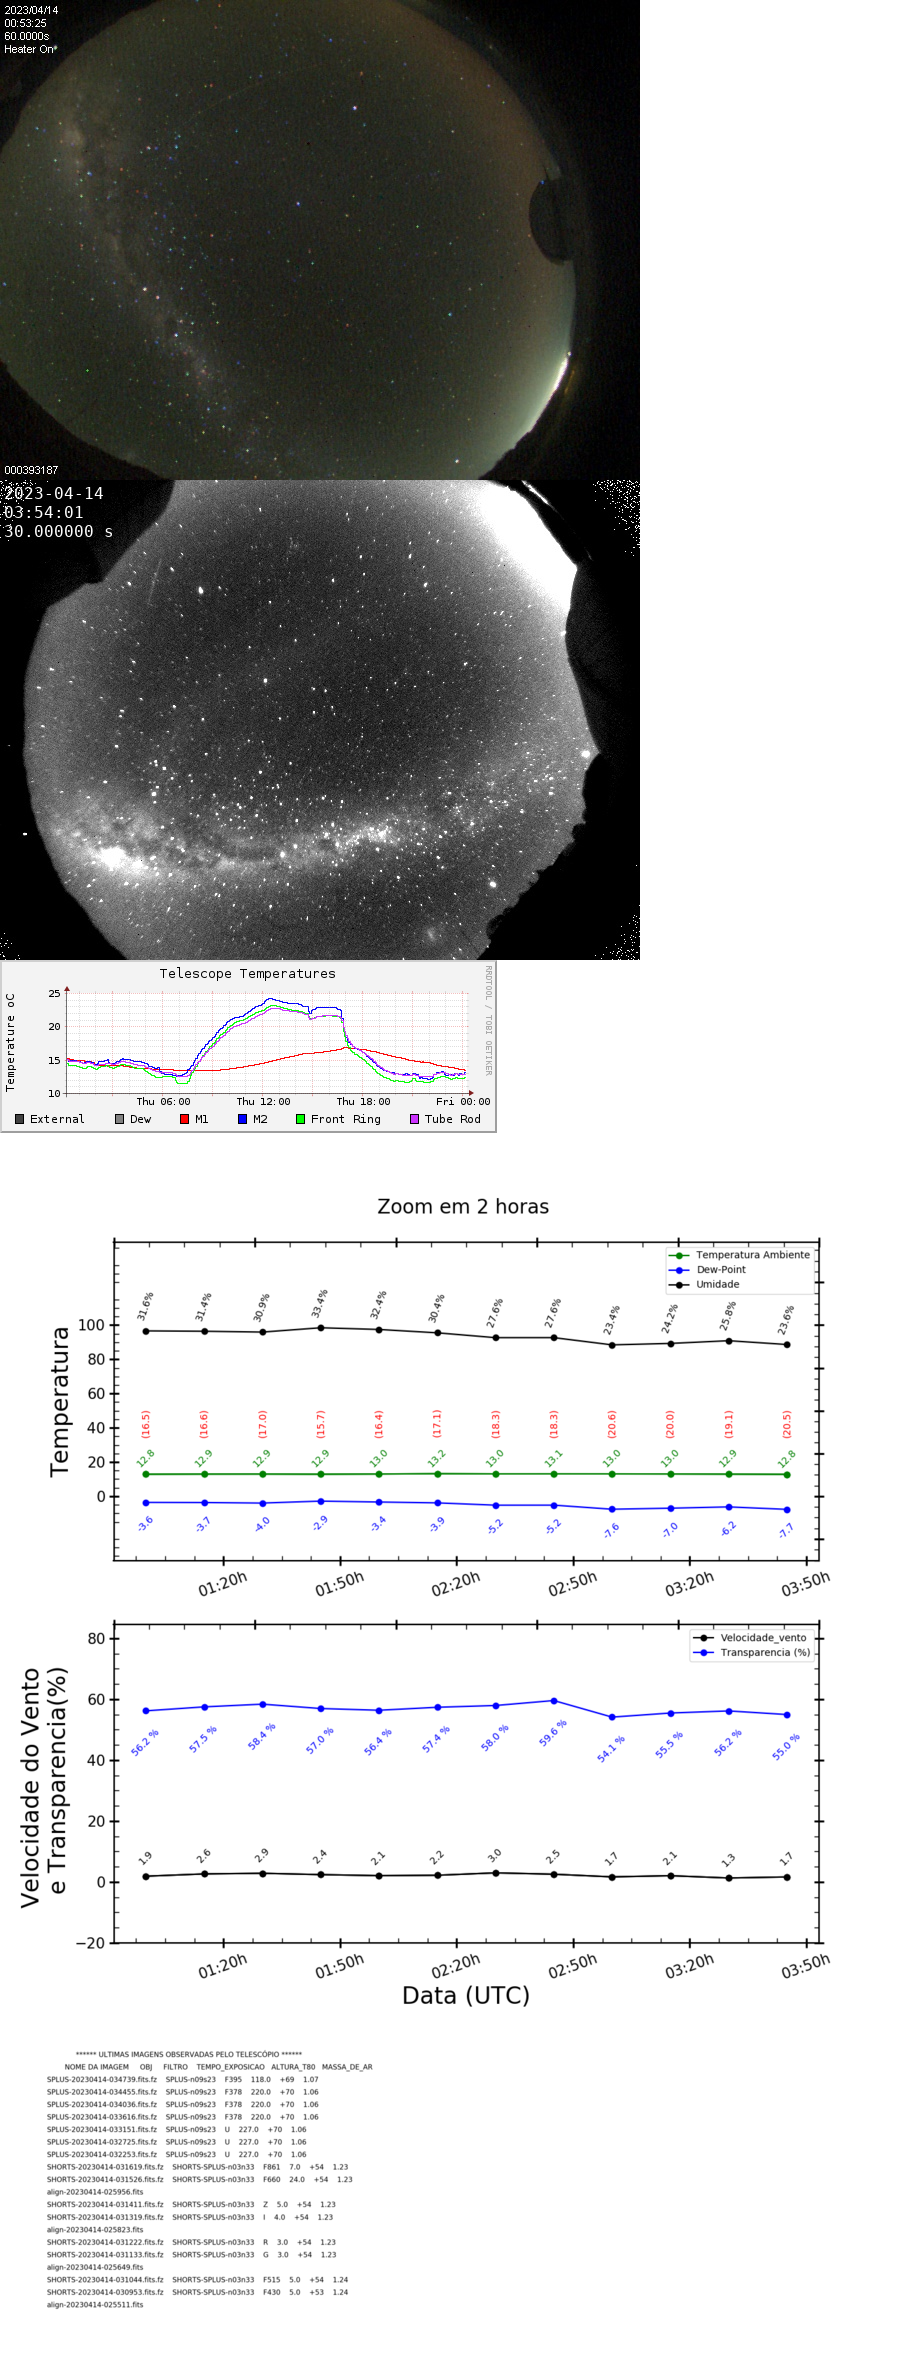 2023/04/14
00:53:25
60.0000s
Heater On*
000393187
2023-04-14
03:54:01
30.000000 s
Telescope Temperatures
RRDTOOL / TOBI OETIKER
Temperature oC
25
20
15
10
Thu 06:00 Thu 12:00 Thu 18:00 Fri 00:00
External Dew M1 M2 Front Ring Tube Rod
Zoom em 2 horas
Temperatura Ambiente
Dew-Point
Umidade
Temperatura
100
80
60
40
20
0
31.6% 31.4% 30.9% 33.4% 32.4% 30.4% 27.6% 27.6% 23.4% 24.2% 25.8% 23.6%
(16.5) (16.6) (17.0) (15.7) (16.4) (17.1) (18.3) (18.3) (20.6) (20.0) (19.1) (20.5)
12.8 12.9 12.9 12.9 13.0 13.2 13.0 13.1 13.0 13.0 12.9 12.8
-3.6 -3.7 -4.0 -2.9 -3.4 -3.9 -5.2 -5.2 -7.6 -7.0 -6.2 -7.7
01:20h 01:50h 02:20h 02:50h 03:20h 03:50h
Velocidade_vento
Transparencia (%)
Velocidade do Vento
e Transparencia(%)
80
60
40
20
0
−20
56.2 % 57.5 % 58.4 % 57.0 % 56.4 % 57.4 % 58.0 % 59.6 % 54.1 % 55.5 % 56.2 % 55.0 %
1.9 2.6 2.9 2.4 2.1 2.2 3.0 2.5 1.7 2.1 1.3 1.7
01:20h 01:50h 02:20h 02:50h 03:20h 03:50h
Data (UTC)
****** ULTIMAS IMAGENS OBSERVADAS PELO TELESCÓPIO ******
NOME DA IMAGEM OBJ FILTRO TEMPO_EXPOSICAO ALTURA_T80 MASSA_DE_AR
SPLUS-20230414-034739.fits.fz SPLUS-n09s23 F395 118.0 +69 1.07
SPLUS-20230414-034455.fits.fz SPLUS-n09s23 F378 220.0 +70 1.06
SPLUS-20230414-034036.fits.fz SPLUS-n09s23 F378 220.0 +70 1.06
SPLUS-20230414-033616.fits.fz SPLUS-n09s23 F378 220.0 +70 1.06
SPLUS-20230414-033151.fits.fz SPLUS-n09s23 U 227.0 +70 1.06
SPLUS-20230414-032725.fits.fz SPLUS-n09s23 U 227.0 +70 1.06
SPLUS-20230414-032253.fits.fz SPLUS-n09s23 U 227.0 +70 1.06
SHORTS-20230414-031619.fits.fz SHORTS-SPLUS-n03n33 F861 7.0 +54 1.23
SHORTS-20230414-031526.fits.fz SHORTS-SPLUS-n03n33 F660 24.0 +54 1.23
align-20230414-025956.fits
SHORTS-20230414-031411.fits.fz SHORTS-SPLUS-n03n33 Z 5.0 +54 1.23
SHORTS-20230414-031319.fits.fz SHORTS-SPLUS-n03n33 I 4.0 +54 1.23
align-20230414-025823.fits
SHORTS-20230414-031222.fits.fz SHORTS-SPLUS-n03n33 R 3.0 +54 1.23
SHORTS-20230414-031133.fits.fz SHORTS-SPLUS-n03n33 G 3.0 +54 1.23
align-20230414-025649.fits
SHORTS-20230414-031044.fits.fz SHORTS-SPLUS-n03n33 F515 5.0 +54 1.24
SHORTS-20230414-030953.fits.fz SHORTS-SPLUS-n03n33 F430 5.0 +53 1.24
align-20230414-025511.fits